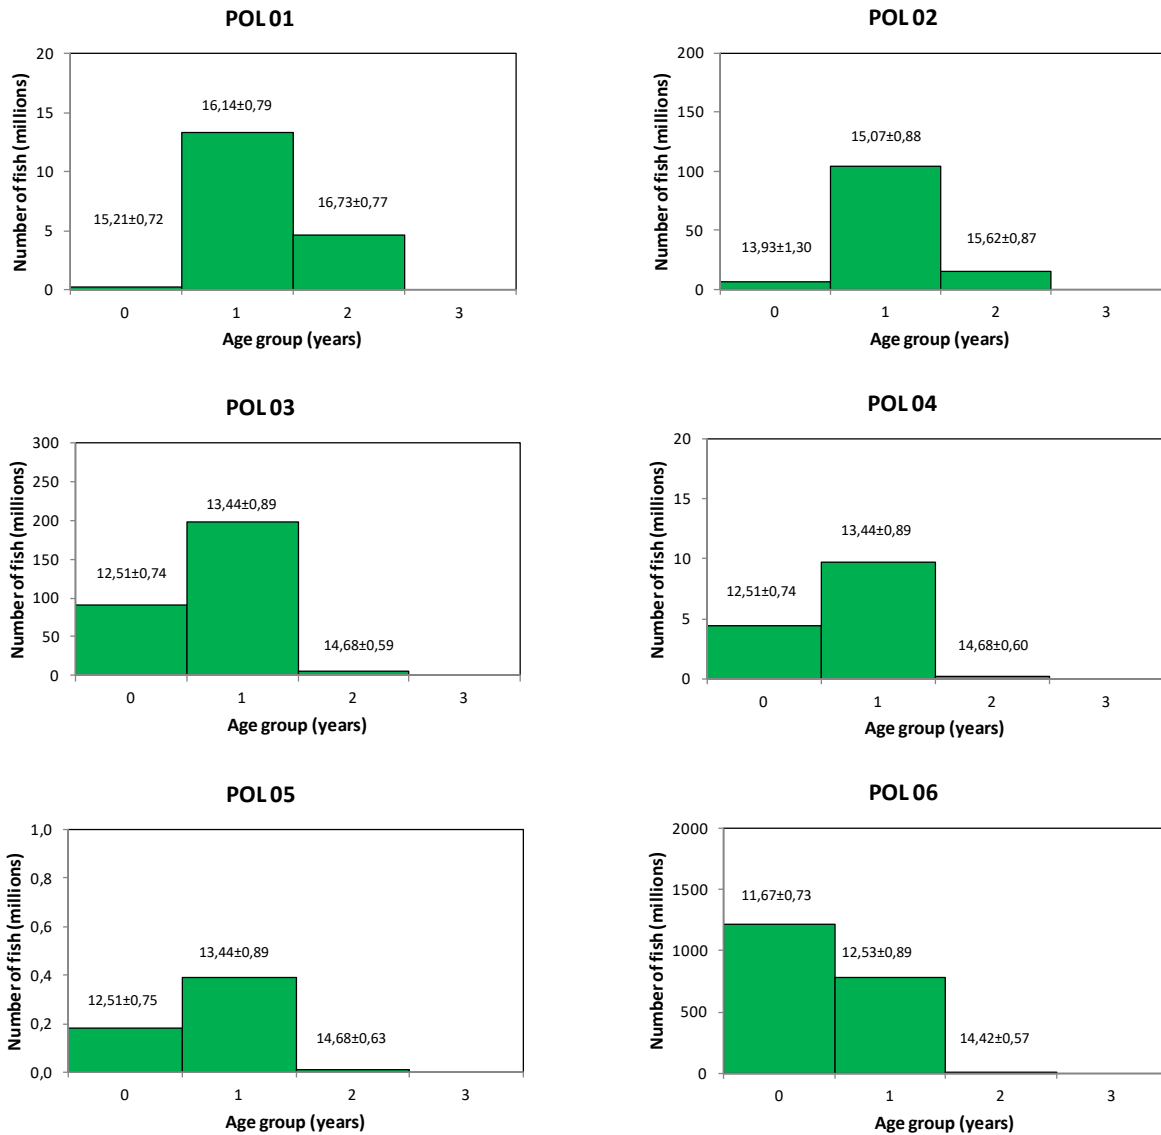 POL 01
Number of fish (millions)
20
15
10
5
0
15,21±0,72
16,14±0,79
16,73±0,77
0 1 2 3
Age group (years)
POL 02
Number of fish (millions)
200
150
100
50
0
13,93±1,30
15,07±0,88
15,62±0,87
0 1 2 3
Age group (years)
POL 03
Number of fish (millions)
300
250
200
150
100
50
0
12,51±0,74
13,44±0,89
14,68±0,59
0 1 2 3
Age group (years)
POL 04
Number of fish (millions)
20
15
10
5
0
12,51±0,74
13,44±0,89
14,68±0,60
0 1 2 3
Age group (years)
POL 05
Number of fish (millions)
1,0
0,8
0,6
0,4
0,2
0,0
12,51±0,75
13,44±0,89
14,68±0,63
0 1 2 3
Age group (years)
POL 06
Number of fish (millions)
2000
1500
1000
500
0
11,67±0,73
12,53±0,89
14,42±0,57
0 1 2 3
Age group (years)